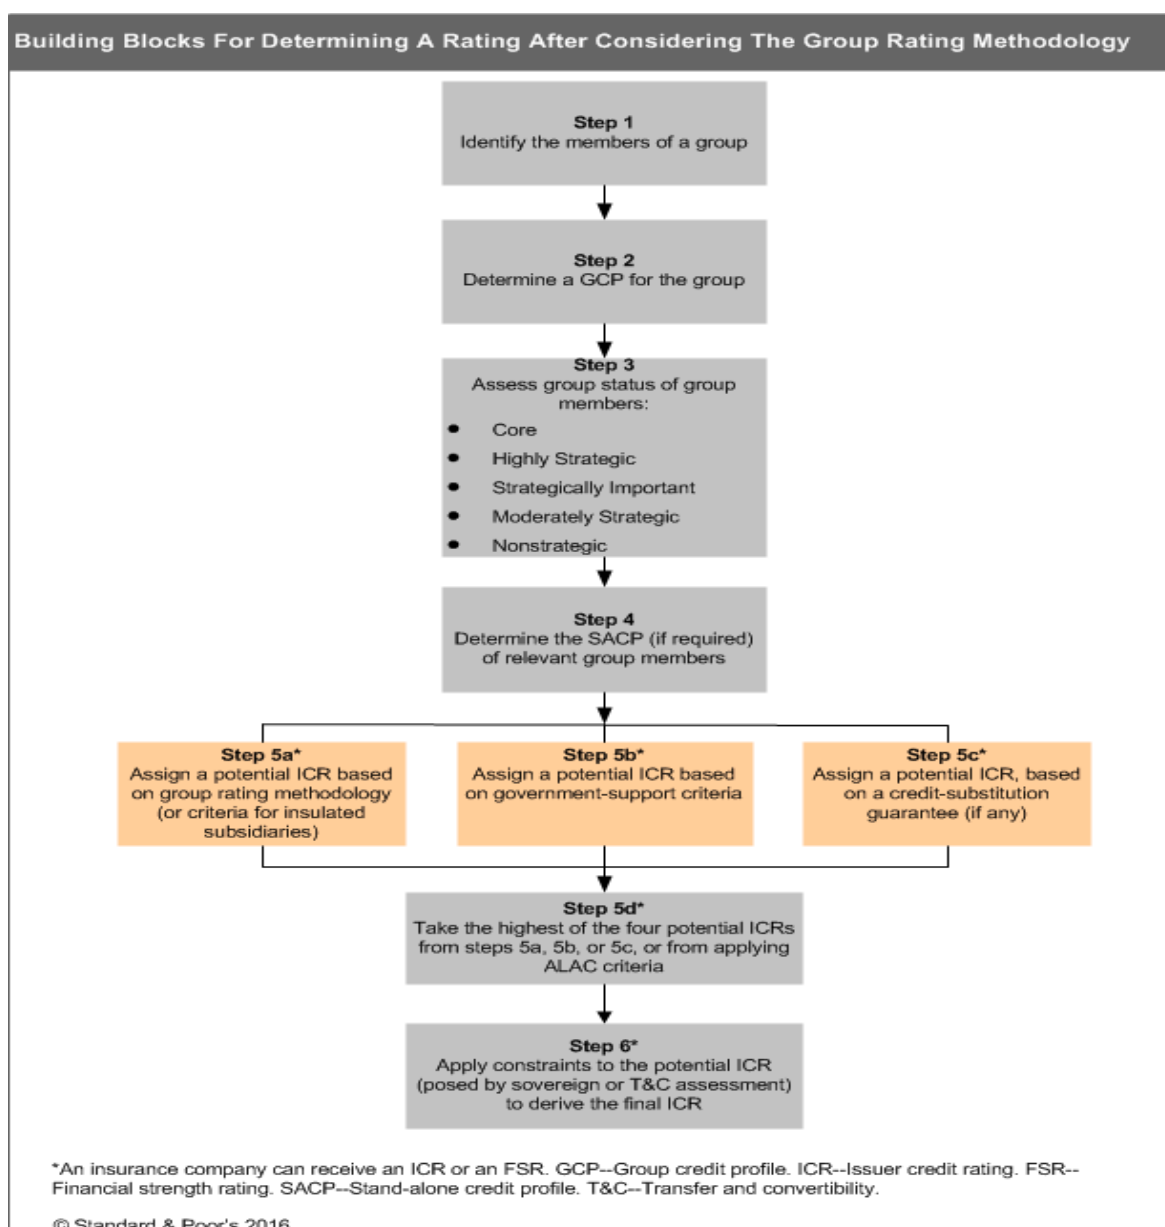 Building Blocks For Determining A Rating After Considering The Group Rating Methodology
Step 1
Identify the members of a group
Step 2
Determine a GCP for the group
Step 3
Assess group status of group
members:
● Core
● Highly Strategic
● Strategically Important
● Moderately Strategic
● Nonstrategic
Step 4
Determine the SACP (if required)
of relevant group members
Step 5a*
Assign a potential ICR based
on group rating methodology
(or criteria for insulated
subsidiaries)
Step 5b*
Assign a potential ICR based
on government-support criteria
Step 5c*
Assign a potential ICR, based
on a credit-substitution
guarantee (if any)
Step 5d*
Take the highest of the four potential ICRs
from steps 5a, 5b, or 5c, or from applying
ALAC criteria
Step 6*
Apply constraints to the potential ICR
(posed by sovereign or T&C assessment)
to derive the final ICR
*An insurance company can receive an ICR or an FSR. GCP--Group credit profile. ICR--Issuer credit rating. FSR--
Financial strength rating. SACP--Stand-alone credit profile. T&C--Transfer and convertibility.
© Standard & Poor's 2016